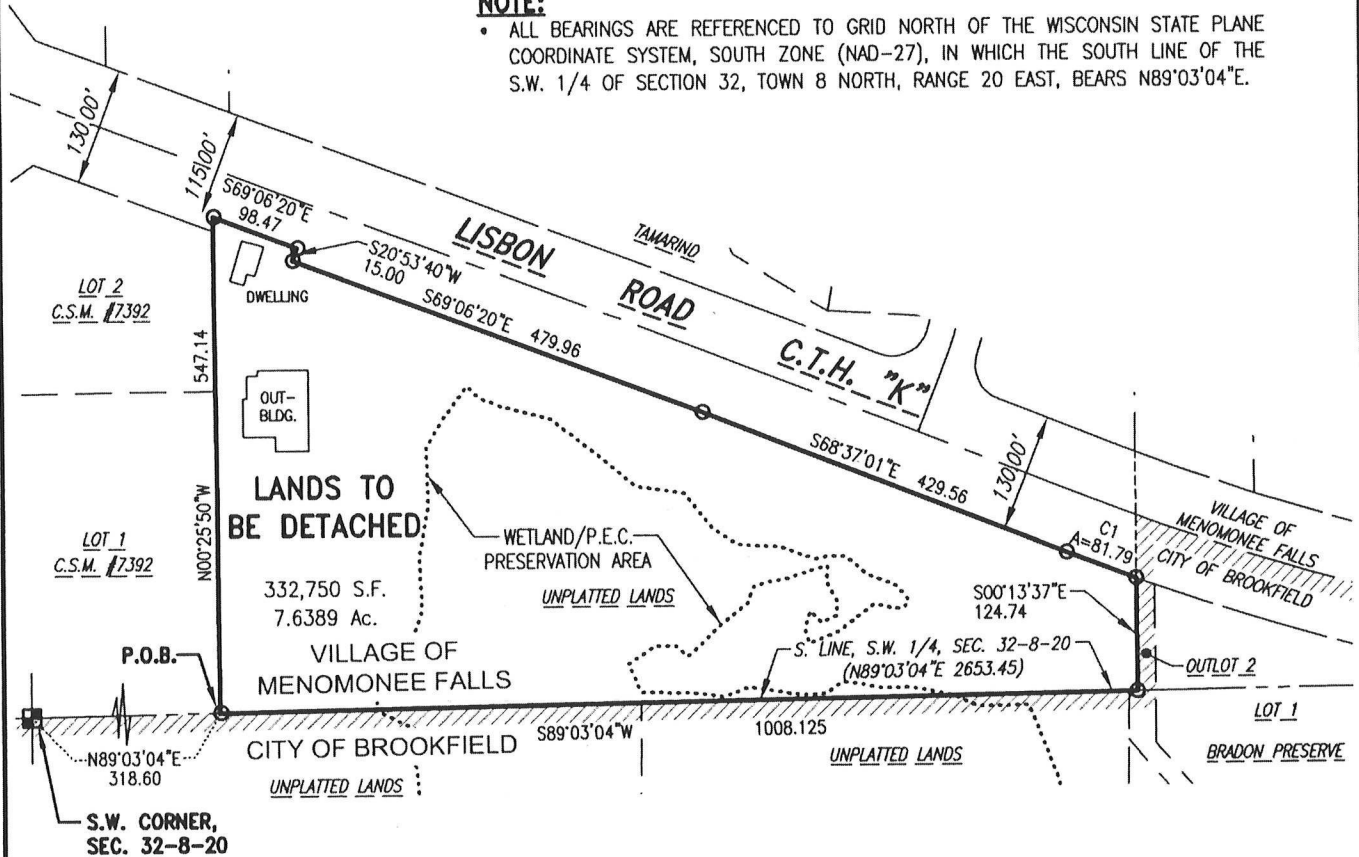 NOTE:
• ALL BEARINGS ARE REFERENCED TO GRID NORTH OF THE WISCONSIN STATE PLANE
COORDINATE SYSTEM, SOUTH ZONE (NAD-27), IN WHICH THE SOUTH LINE OF THE
S.W. 1/4 OF SECTION 32, TOWN 8 NORTH, RANGE 20 EAST, BEARS N89°03'04"E.
130.00'
115.00'
S69°06'20"E
98.47
S20°53'40"W
15.00
DWELLING
LISBON
ROAD
C.T.H. "K"
TAMARIND
LOT 2
C.S.M. #7392
547.14
N00°25'50"W
S69°06'20"E 479.96
OUT-
BLDG.
S68°37'01"E 429.56
130.00'
LANDS TO
BE DETACHED
332,750 S.F.
7.6389 Ac.
LOT 1
C.S.M. #7392
WETLAND/P.E.C.
PRESERVATION AREA
UNPLATTED LANDS
C1
A=81.79
VILLAGE OF
MENOMONEE FALLS
CITY OF BROOKFIELD
S00°13'37"E
124.74
P.O.B.
VILLAGE OF
MENOMONEE FALLS
S. LINE, S.W. 1/4, SEC. 32-8-20
(N89°03'04"E 2653.45)
OUTLOT 2
LOT 1
BRADON PRESERVE
N89°03'04"E
318.60
CITY OF BROOKFIELD
S89°03'04"W
1008.125
UNPLATTED LANDS
UNPLATTED LANDS
S.W. CORNER,
SEC. 32-8-20